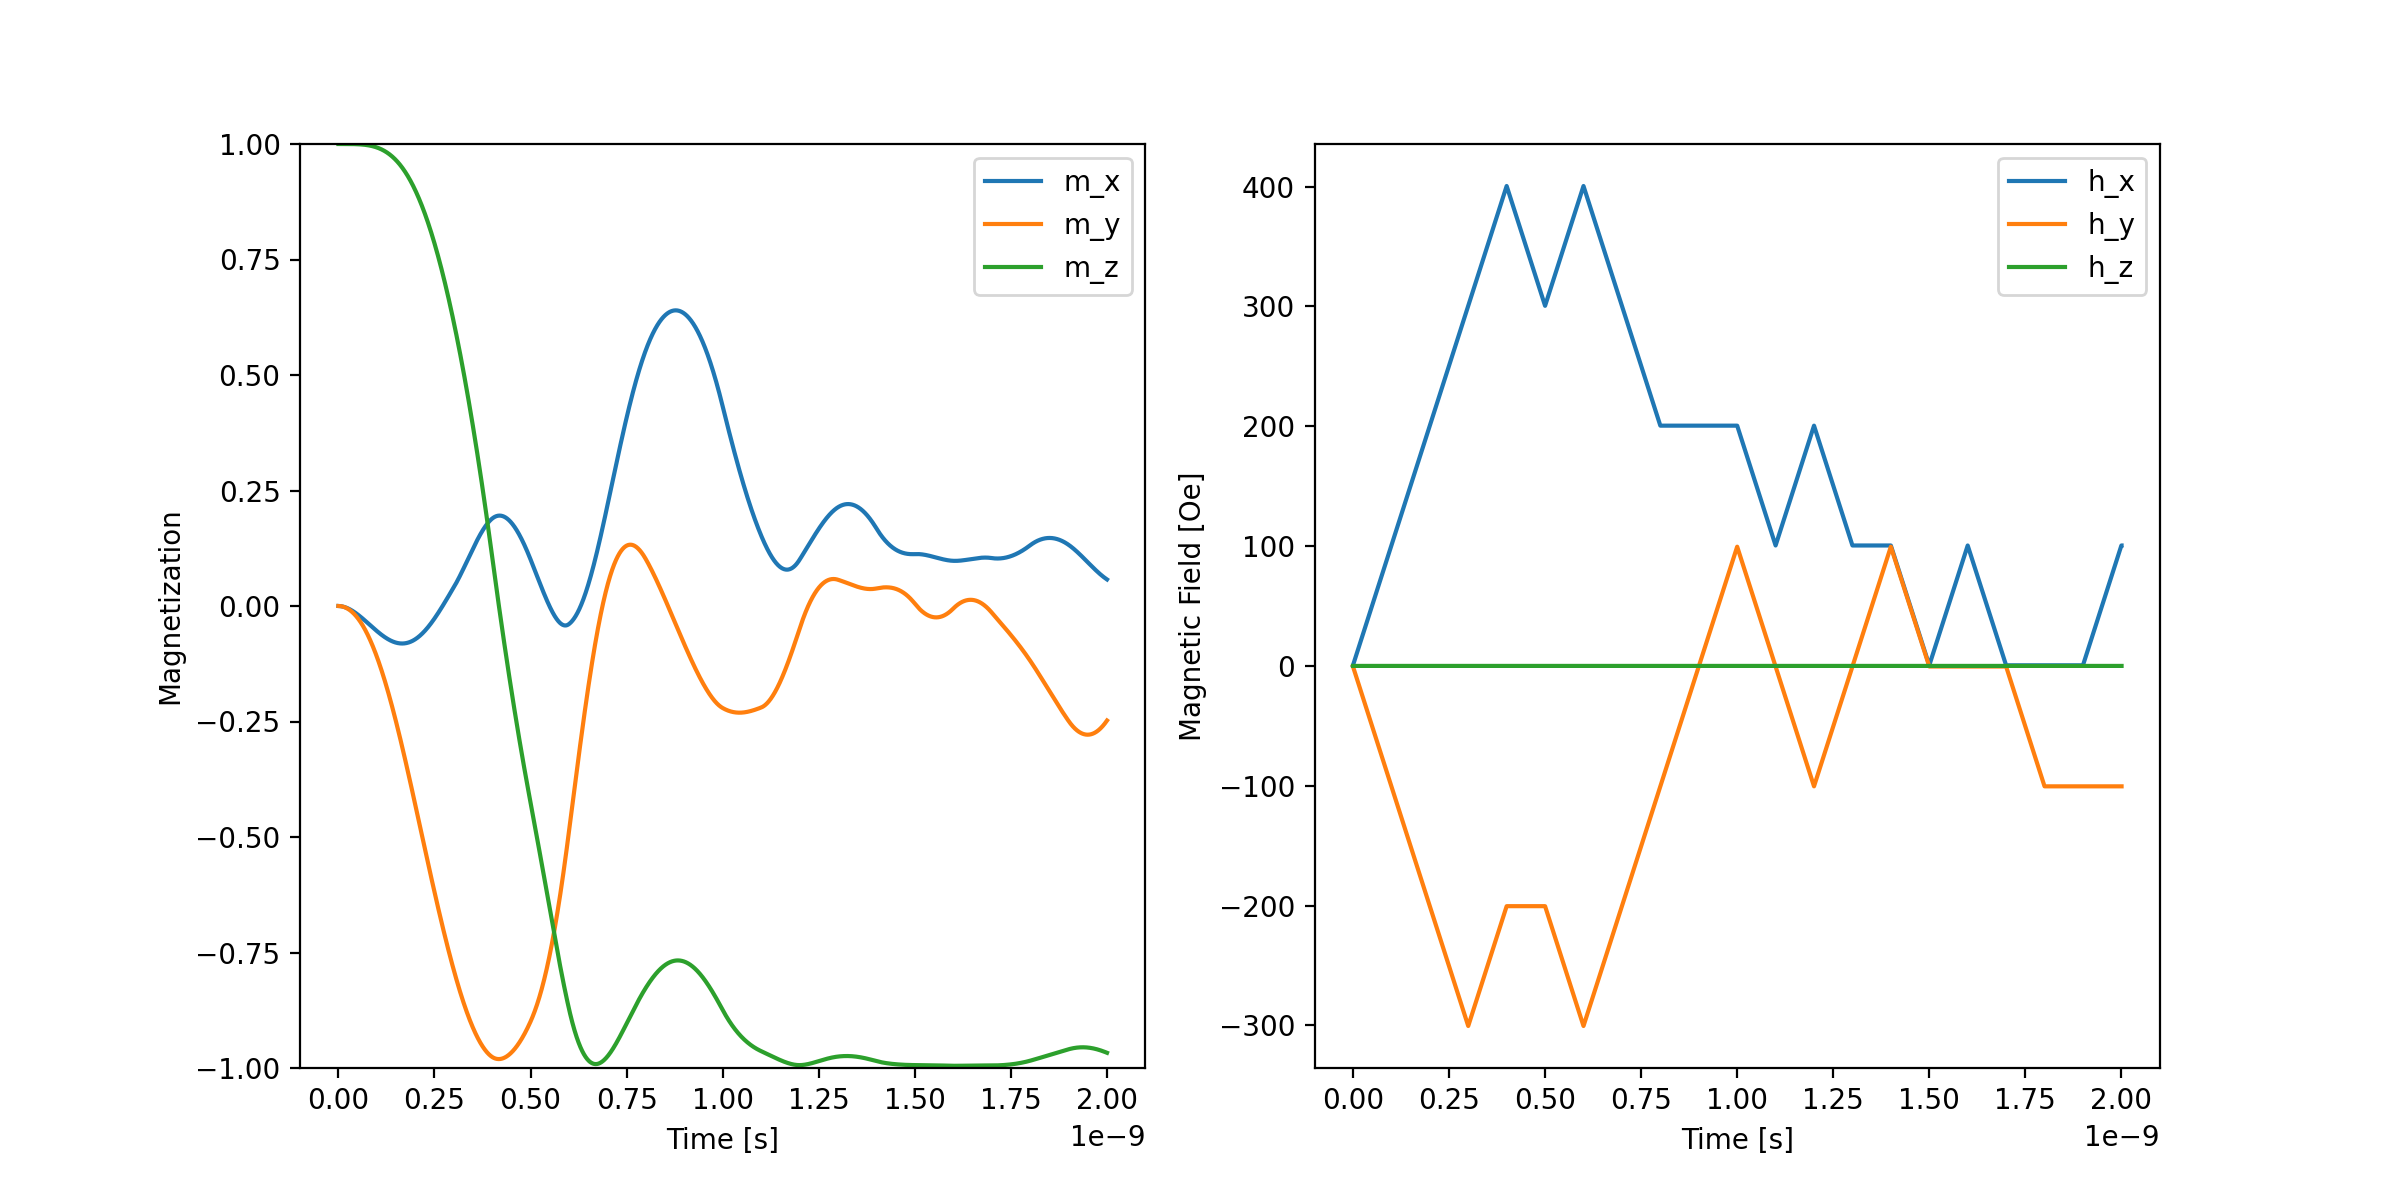 1.00
0.75
0.50
0.25
0.00
−0.25
−0.50
−0.75
−1.00
Magnetization
m_x
m_y
m_z
0.00 0.25 0.50 0.75 1.00 1.25 1.50 1.75 2.00
Time [s]
1e−9
400
300
200
100
0
−100
−200
−300
Magnetic Field [Oe]
h_x
h_y
h_z
0.00 0.25 0.50 0.75 1.00 1.25 1.50 1.75 2.00
Time [s]
1e−9